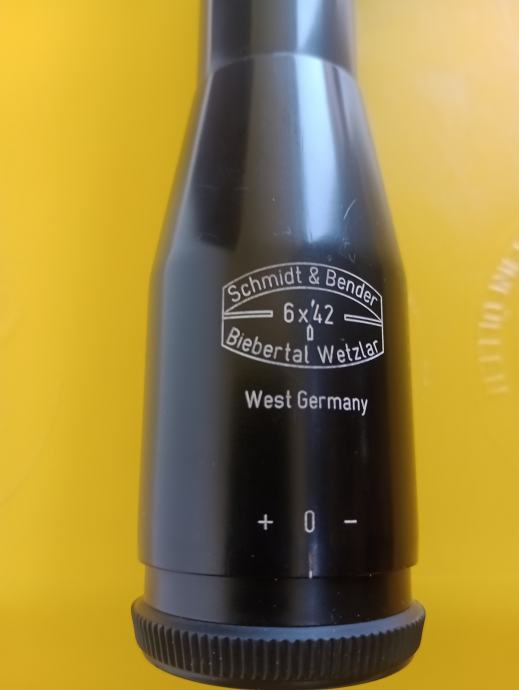 Schmidt & Bender
6x42
Biebertal Wetzlar
West Germany
+ 0 -